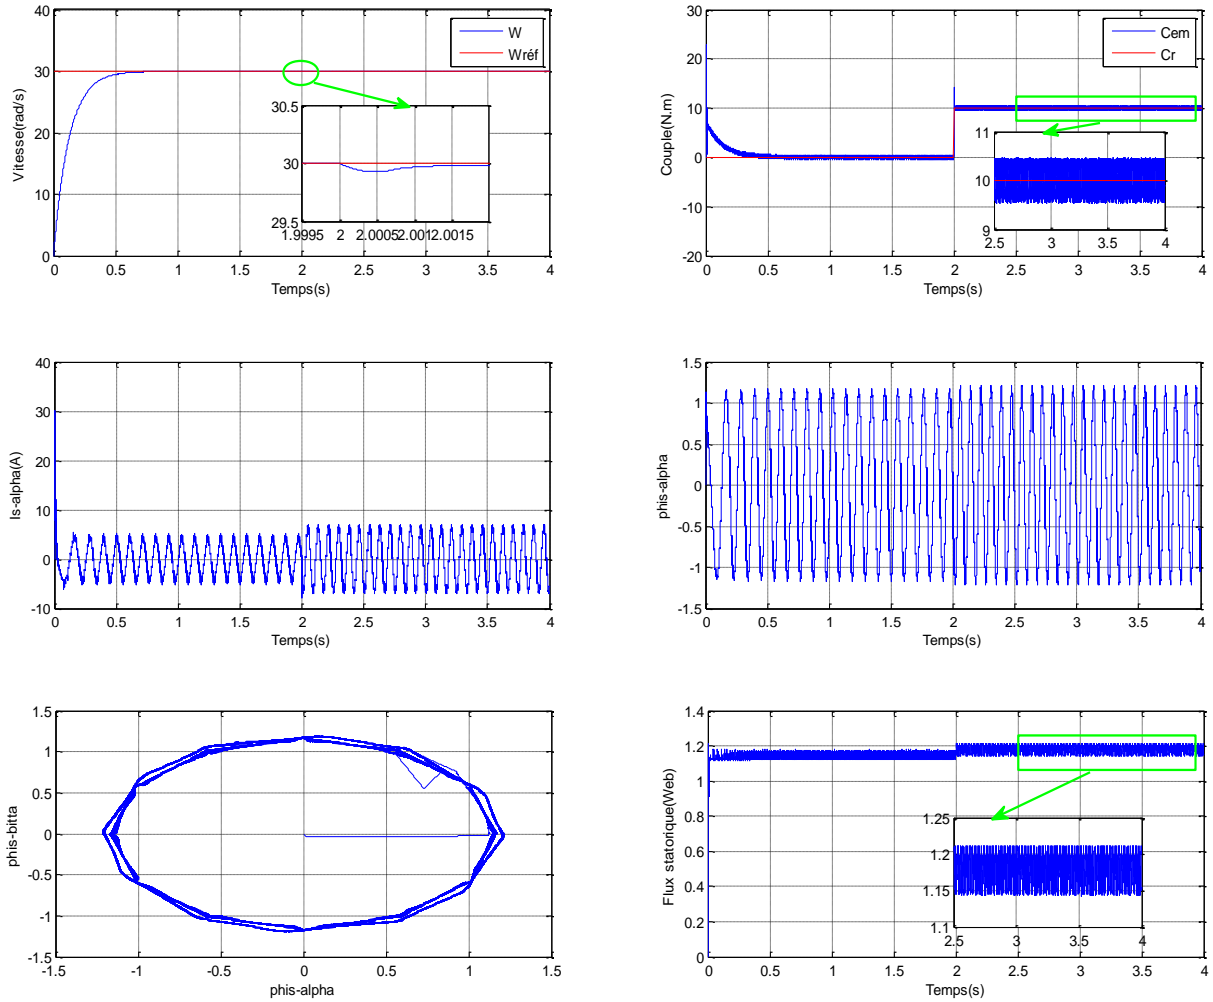 40
30
20
10
0
Vitesse(rad/s)
W
Wréf
30.5
30
29.5
1.9995 2 2.0005 2.001 2.0015
0 0.5 1 1.5 2 2.5 3 3.5 4
Temps(s)
30
20
10
0
-10
-20
Couple(N.m)
Cem
Cr
11
10
9
2.5 3 3.5 4
0 0.5 1 1.5 2 2.5 3 3.5 4
Temps(s)
40
30
20
10
0
-10
Is-alpha(A)
0 0.5 1 1.5 2 2.5 3 3.5 4
Temps(s)
1.5
1
0.5
0
-0.5
-1
-1.5
phis-alpha
0 0.5 1 1.5 2 2.5 3 3.5 4
Temps(s)
1.5
1
0.5
0
-0.5
-1
-1.5
phis-bitta
-1.5 -1 -0.5 0 0.5 1 1.5
phis-alpha
1.4
1.2
1
0.8
0.6
0.4
0.2
0
Flux statorique(Web)
1.25
1.2
1.15
1.1
2.5 3 3.5 4
0 0.5 1 1.5 2 2.5 3 3.5 4
Temps(s)